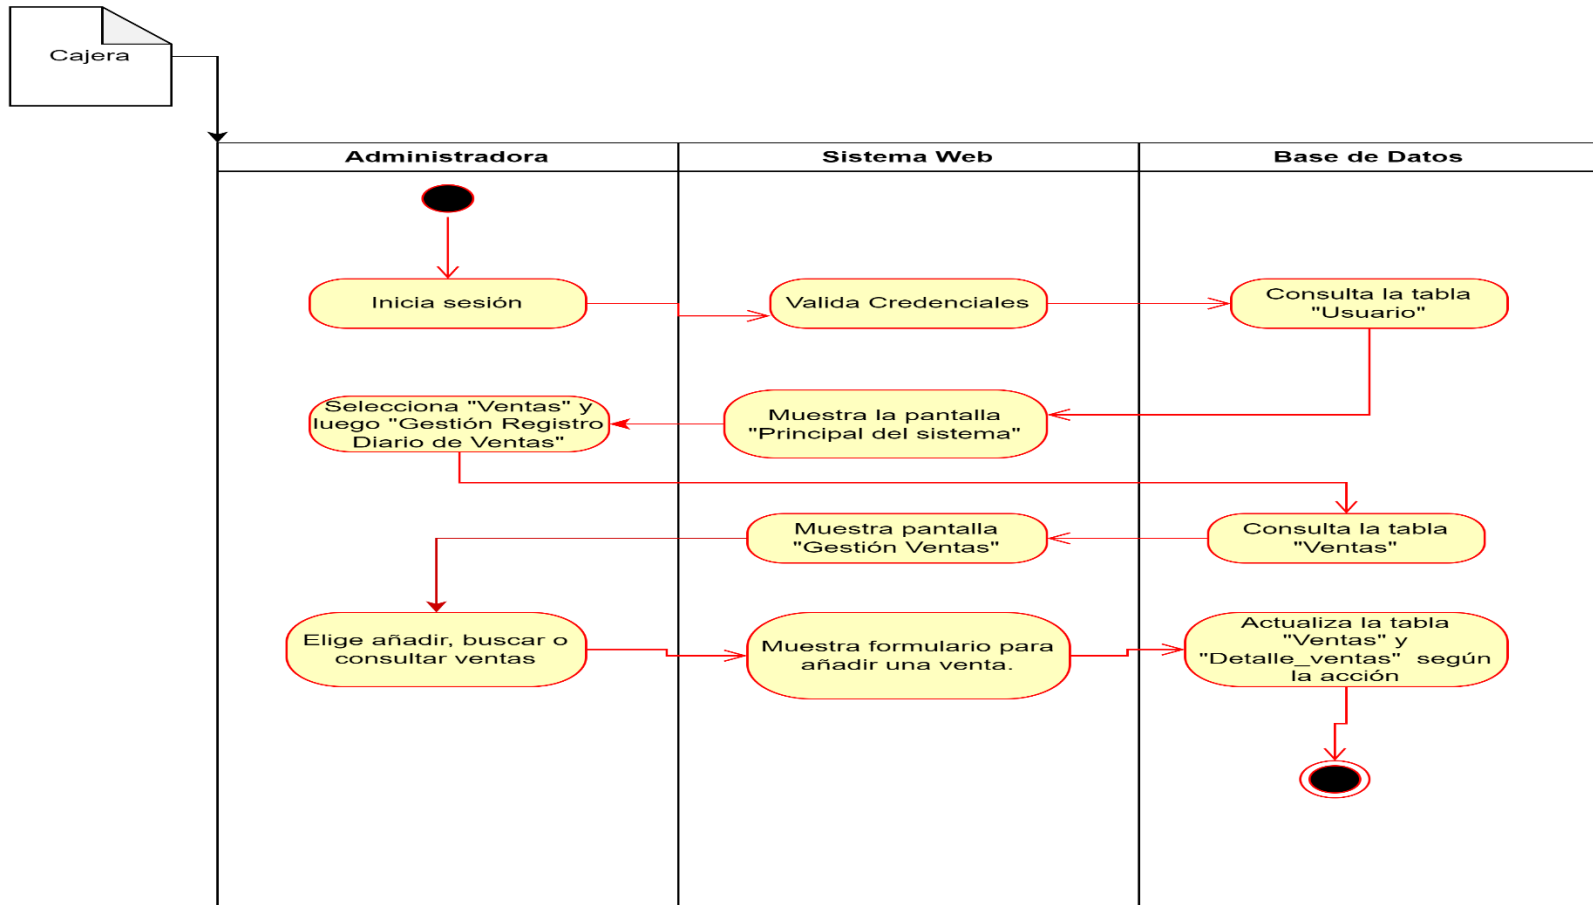 Cajera
Administradora
Sistema Web
Base de Datos
Inicia sesión
Valida Credenciales
Consulta la tabla
"Usuario"
Selecciona "Ventas" y
luego "Gestión Registro
Diario de Ventas"
Muestra la pantalla
"Principal del sistema"
Muestra pantalla
"Gestión Ventas"
Consulta la tabla
"Ventas"
Elige añadir, buscar o
consultar ventas
Muestra formulario para
añadir una venta.
Actualiza la tabla
"Ventas" y
"Detalle_ventas" según
la acción